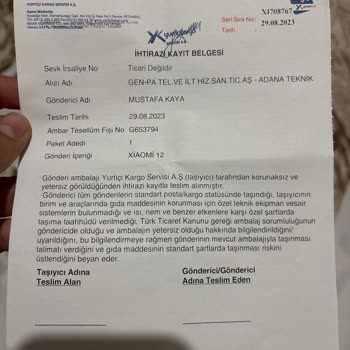 YURTİÇİ KARGO SERVİSİ A.Ş.
Seri Sıra No:
X1708767
Tarih
29.08.2023
İHTİRAZİ KAYIT BELGESİ
Sevk İrsaliye No Ticari Değildir
Alıcı Adı GEN-PA TEL.VE İLT.HİZ.SAN.TİC.AŞ - ADANA TEKNİK
Gönderici Adı MUSTAFA KAYA
Teslim Tarihi 29.08.2023
Ambar Tesellüm Fişi No G653794
Paket Adedi 1
Gönderi İçeriği XİAOMİ 12
Gönderi ambalajı Yurtiçi Kargo Servisi A.Ş (taşıyıcı) tarafından korunaksız ve
yetersiz görüldüğünden ihtirazi kayıtla teslim alınmıştır.
Gönderici tüm gönderilerin standart posta/kargo statüsünde taşındığı, taşıyıcının
birim ve araçlarında gıda maddesinin korunması için özel teknik ekipman vesair
sistemlerin bulunmadığı ve ısı, nem ve benzer etkenlere karşı özel şartlarda
taşıma taahhüdü verilmediği, Türk Ticaret Kanunu gereği ambalaj sorumluluğunun
göndericide olduğu ve ambalajın yetersiz olduğu hakkında bilgilendirildiğini/
uyarıldığını, bu bilgilendirmeye rağmen gönderinin mevcut ambalajıyla taşınması
talimatı verdiğini ve gıda maddesinin standart şartlarda taşınması riskini
üstlendiğini beyan eder.
Taşıyıcı Adına Gönderici/Gönderici
Teslim Alan Adına Teslim Eden